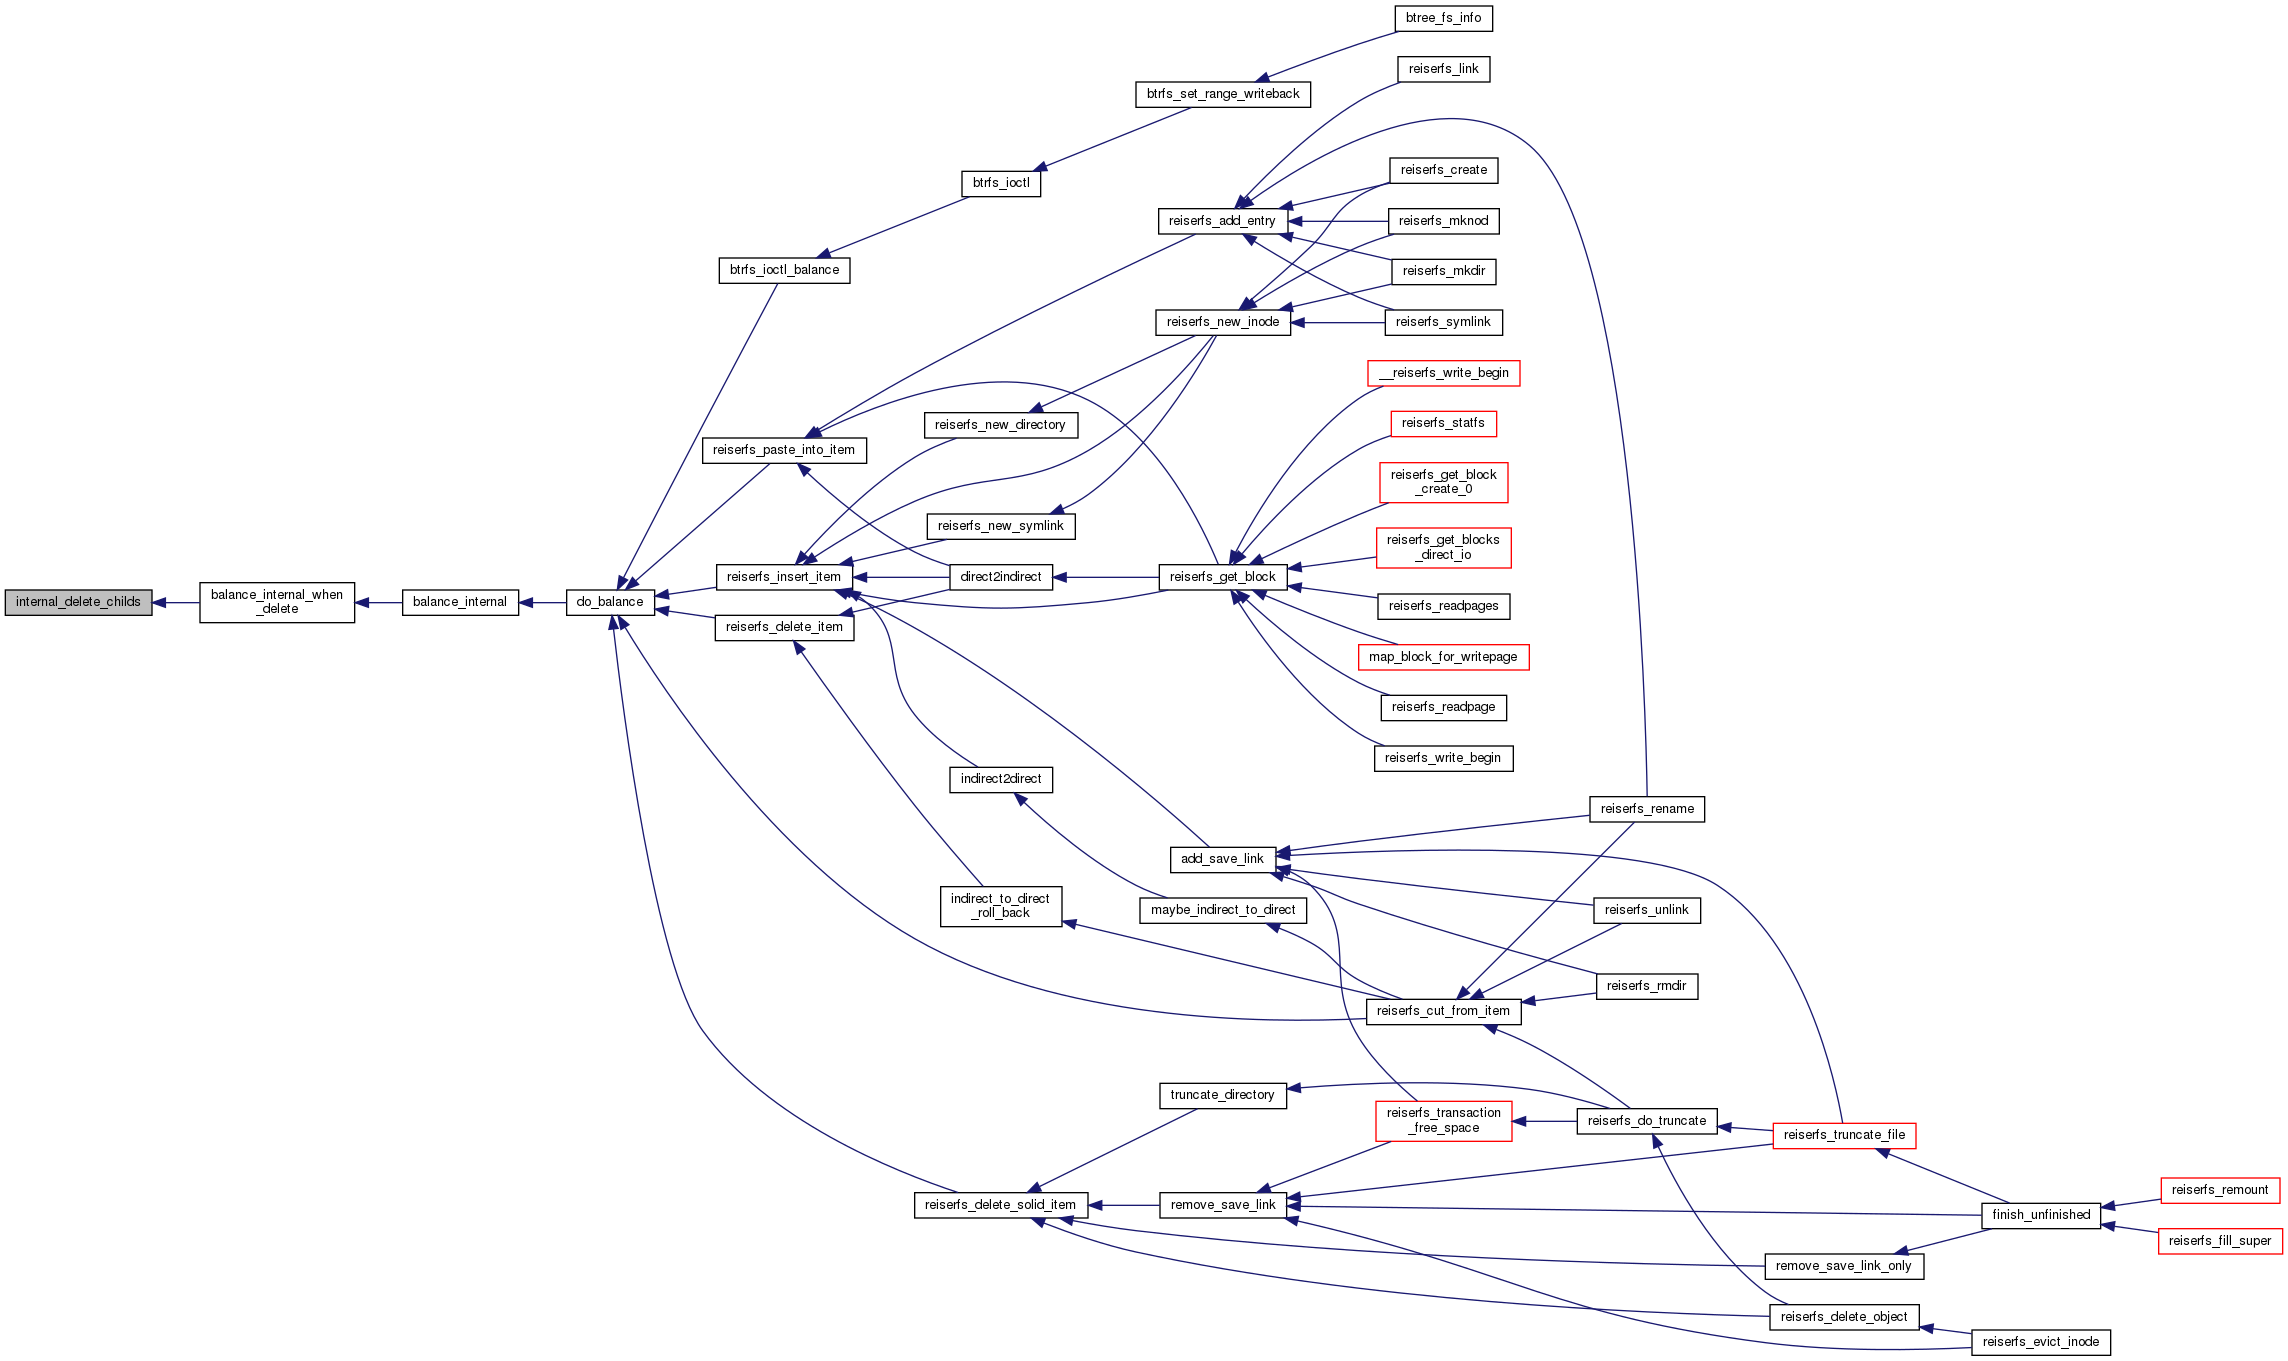 btree_fs_info
reiserfs_link
btrfs_set_range_writeback
reiserfs_create
btrfs_ioctl
reiserfs_add_entry
reiserfs_mknod
btrfs_ioctl_balance
reiserfs_mkdir
reiserfs_new_inode
reiserfs_symlink
__reiserfs_write_begin
reiserfs_new_directory
reiserfs_statfs
reiserfs_paste_into_item
reiserfs_get_block
_create_0
reiserfs_new_symlink
reiserfs_get_blocks
_direct_io
reiserfs_insert_item
direct2indirect
reiserfs_get_block
internal_delete_childs
balance_internal_when
_delete
balance_internal
do_balance
reiserfs_readpages
reiserfs_delete_item
map_block_for_writepage
reiserfs_readpage
reiserfs_write_begin
indirect2direct
reiserfs_rename
add_save_link
indirect_to_direct
_roll_back
maybe_indirect_to_direct
reiserfs_unlink
reiserfs_rmdir
reiserfs_cut_from_item
truncate_directory
reiserfs_transaction
_free_space
reiserfs_do_truncate
reiserfs_truncate_file
reiserfs_remount
reiserfs_delete_solid_item
remove_save_link
finish_unfinished
reiserfs_fill_super
remove_save_link_only
reiserfs_delete_object
reiserfs_evict_inode